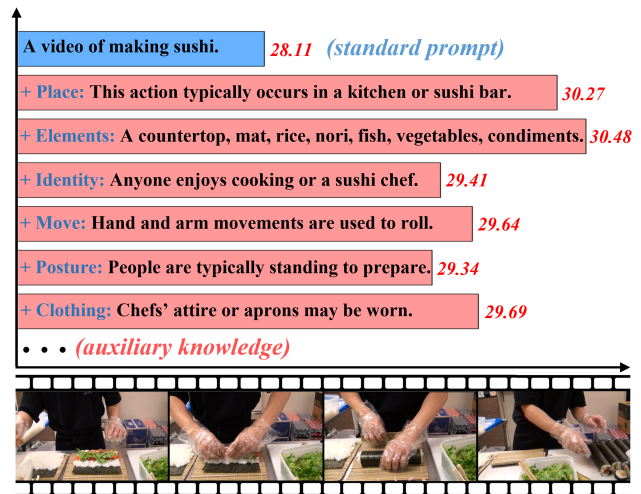 A video of making sushi. 28.11 (standard prompt)
+ Place: This action typically occurs in a kitchen or sushi bar. 30.27
+ Elements: A countertop, mat, rice, nori, fish, vegetables, condiments. 30.48
+ Identity: Anyone enjoys cooking or a sushi chef. 29.41
+ Move: Hand and arm movements are used to roll. 29.64
+ Posture: People are typically standing to prepare. 29.34
+ Clothing: Chefs’ attire or aprons may be worn. 29.69
• • • (auxiliary knowledge)